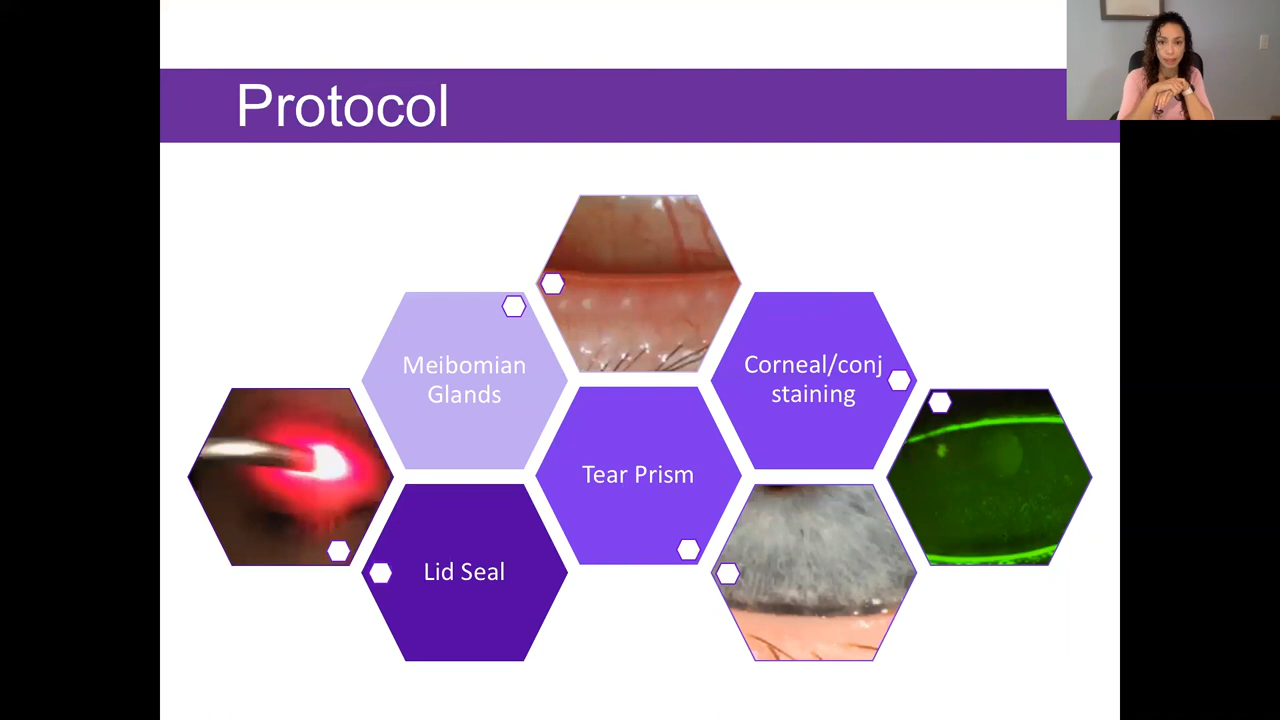 Protocol
Meibomian
Glands
Corneal/conj
staining
Tear Prism
Lid Seal